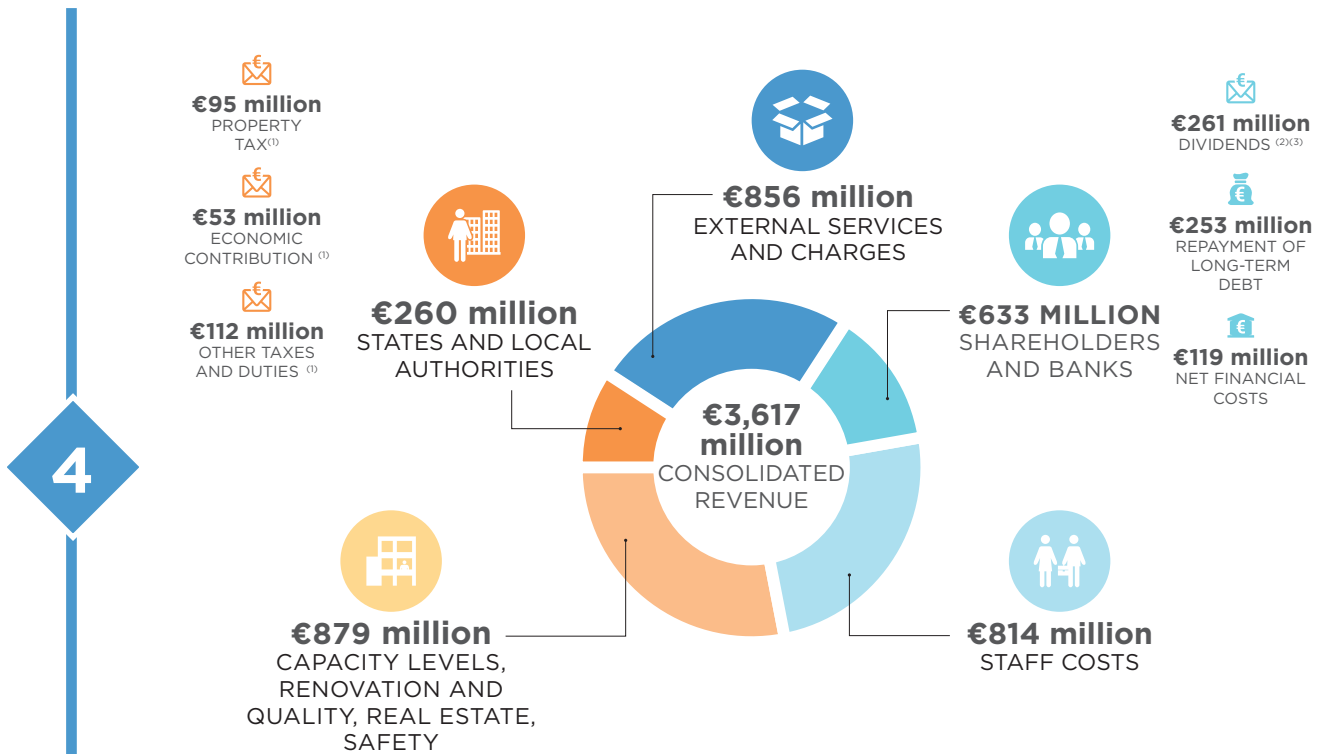 €95 million
PROPERTY
TAX(1)
€53 million
ECONOMIC
CONTRIBUTION (1)
€112 million
OTHER TAXES
AND DUTIES (1)
€260 million
STATES AND LOCAL
AUTHORITIES
€856 million
EXTERNAL SERVICES
AND CHARGES
€633 MILLION
SHAREHOLDERS
AND BANKS
€261 million
DIVIDENDS (2)(3)
€253 million
REPAYMENT OF
LONG-TERM
DEBT
€119 million
NET FINANCIAL
COSTS
€3,617
million
CONSOLIDATED
REVENUE
4
€879 million
CAPACITY LEVELS,
RENOVATION AND
QUALITY, REAL ESTATE,
SAFETY
€814 million
STAFF COSTS